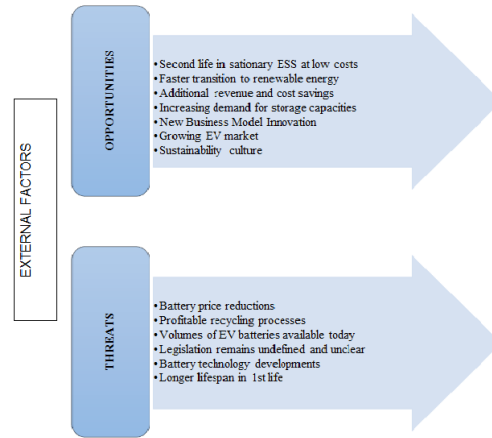 EXTERNAL FACTORS
OPPORTUNITIES
•Second life in sationary ESS at low costs
•Faster transition to renewable energy
•Additional revenue and cost savings
•Increasing demand for storage capacities
•New Business Model Innovation
•Growing EV market
•Sustainability culture
THREATS
•Battery price reductions
•Profitable recycling processes
•Volumes of EV batteries available today
•Legislation remains undefined and unclear
•Battery technology developments
•Longer lifespan in 1st life